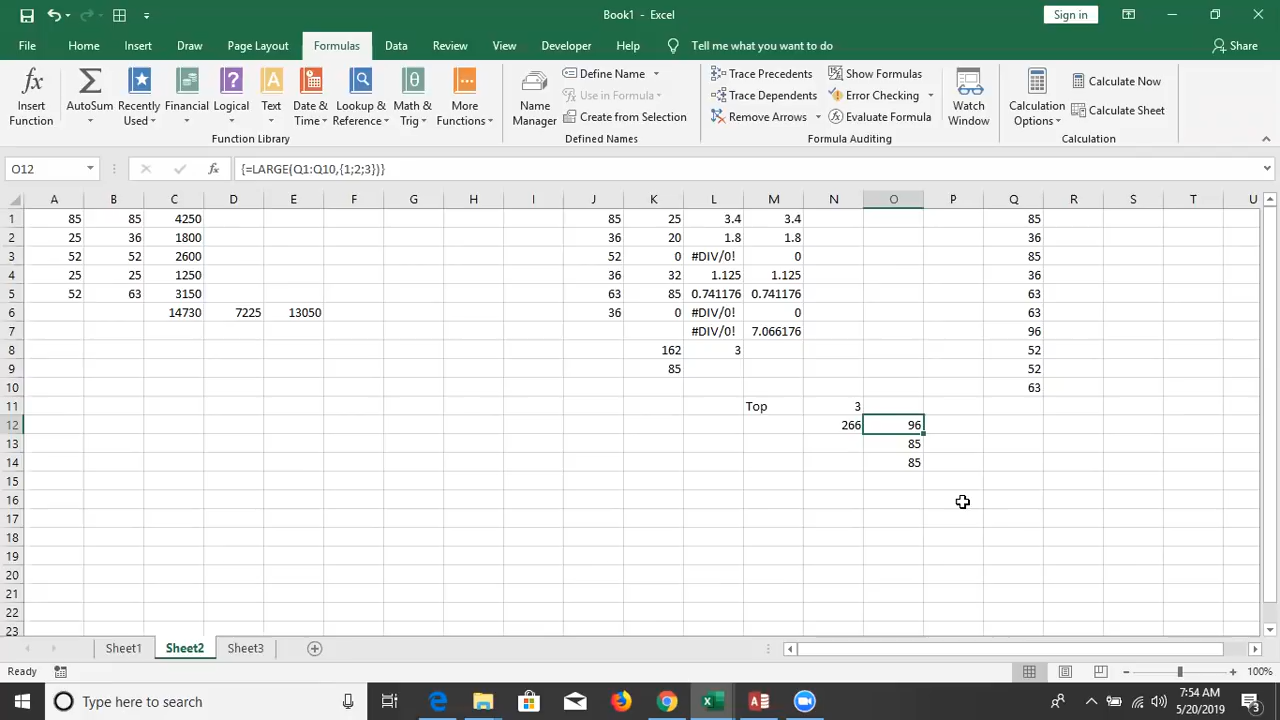 Book1 - Excel
Sign in
File Home Insert Draw Page Layout Formulas Data Review View Developer Help Tell me what you want to do Share
Insert Function
AutoSum
Recently Used
Financial
Logical
Text
Date & Time
Lookup & Reference
Math & Trig
More Functions
Function Library
Name Manager
Define Name
Use in Formula
Create from Selection
Defined Names
Trace Precedents
Trace Dependents
Remove Arrows
Show Formulas
Error Checking
Evaluate Formula
Formula Auditing
Watch Window
Calculation Options
Calculate Now
Calculate Sheet
Calculation
O12 fx {=LARGE(Q1:Q10,{1;2;3})}
A B C D E F G H I J K L M N O P Q R S T U
1 85 85 4250 85 25 3.4 3.4 85
2 25 36 1800 36 20 1.8 1.8 36
3 52 52 2600 52 0 #DIV/0! 0 85
4 25 25 1250 36 32 1.125 1.125 36
5 52 63 3150 63 85 0.741176 0.741176 63
6 14730 7225 13050 36 0 #DIV/0! 0 63
7 #DIV/0! 7.066176 96
8 162 3 52
9 85 52
10 63
11 Top 3
12 266 96
13 85
14 85
15
16
17
18
19
20
21
22
23
Sheet1 Sheet2 Sheet3
Ready 100%
Type here to search
7:54 AM
5/20/2019
3